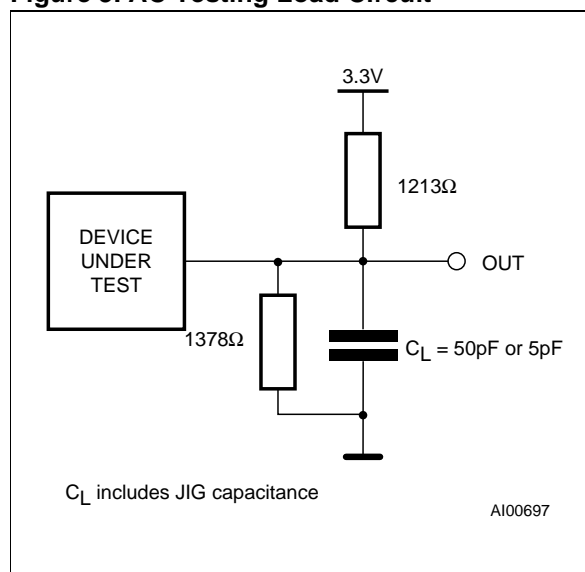 Figure 5. AC Testing Load Circuit
3.3V
1213Ω
DEVICE
UNDER
TEST
OUT
1378Ω
CL = 50pF or 5pF
CL includes JIG capacitance
AI00697